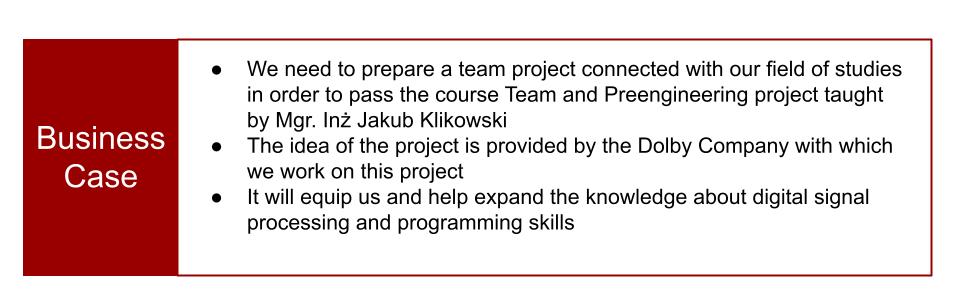 Business
Case
● We need to prepare a team project connected with our field of studies
in order to pass the course Team and Preengineering project taught
by Mgr. Inż Jakub Klikowski
● The idea of the project is provided by the Dolby Company with which
we work on this project
● It will equip us and help expand the knowledge about digital signal
processing and programming skills